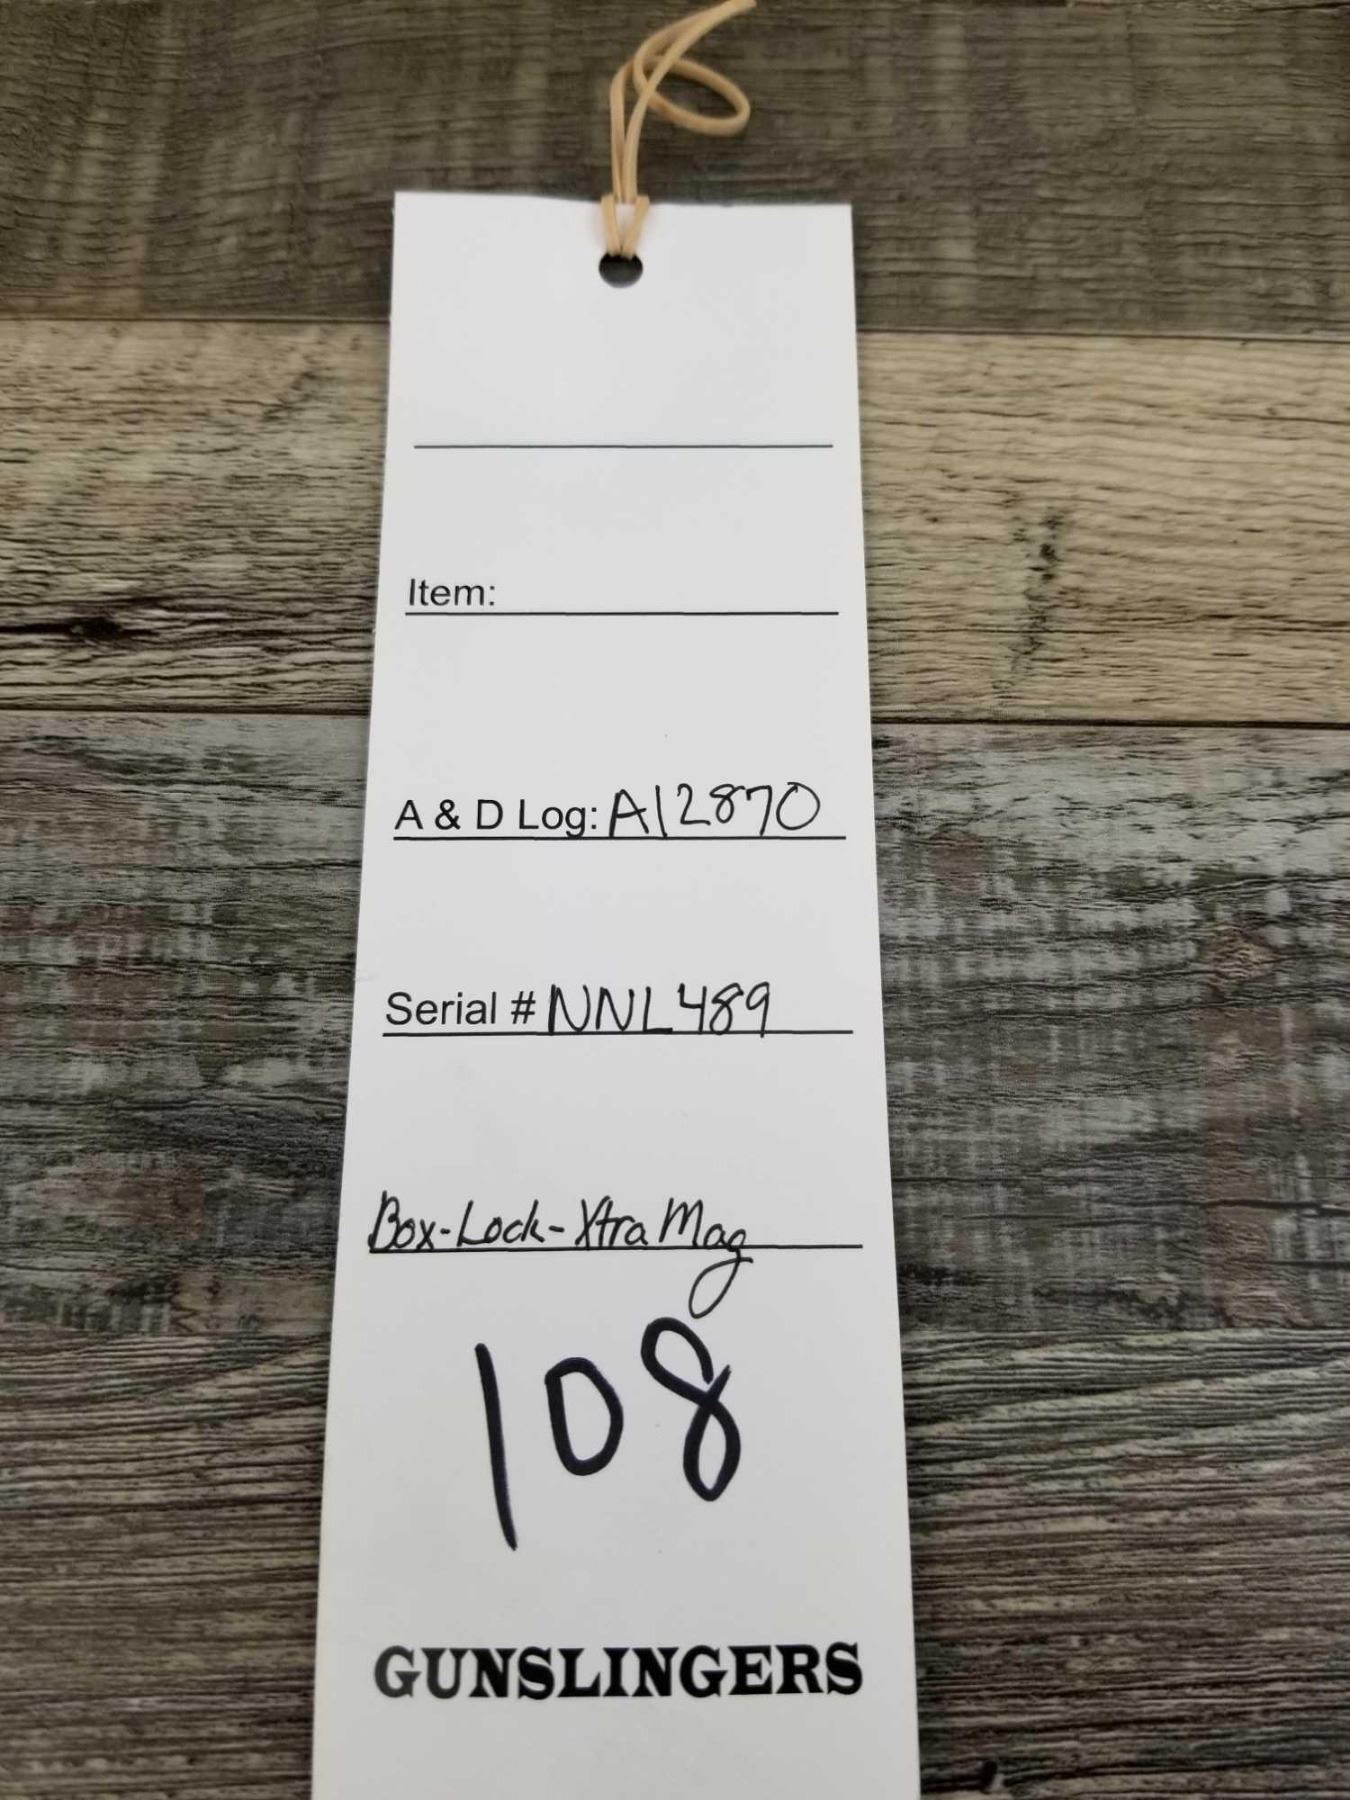 Item:
A & D Log: A12870
Serial # NNL489
Box-Lock-Xtra Mag
108
GUNSLINGERS